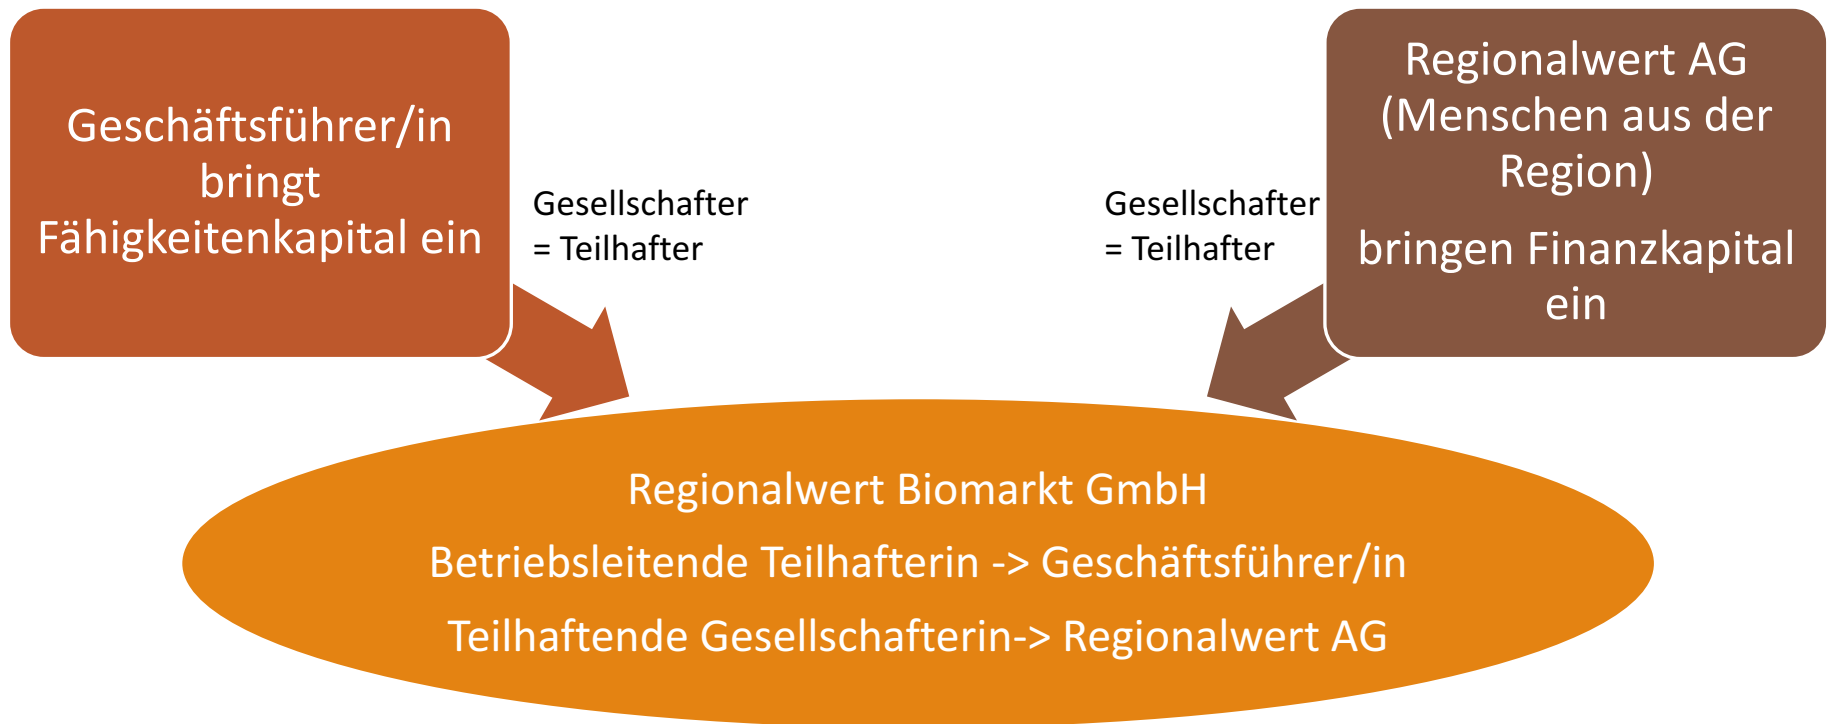 Geschäftsführer/in
bringt
Fähigkeitenkapital ein
Gesellschafter
= Teilhafter
Gesellschafter
= Teilhafter
Regionalwert AG
(Menschen aus der
Region)
bringen Finanzkapital
ein
Regionalwert Biomarkt GmbH
Betriebsleitende Teilhafterin -> Geschäftsführer/in
Teilhaftende Gesellschafterin-> Regionalwert AG